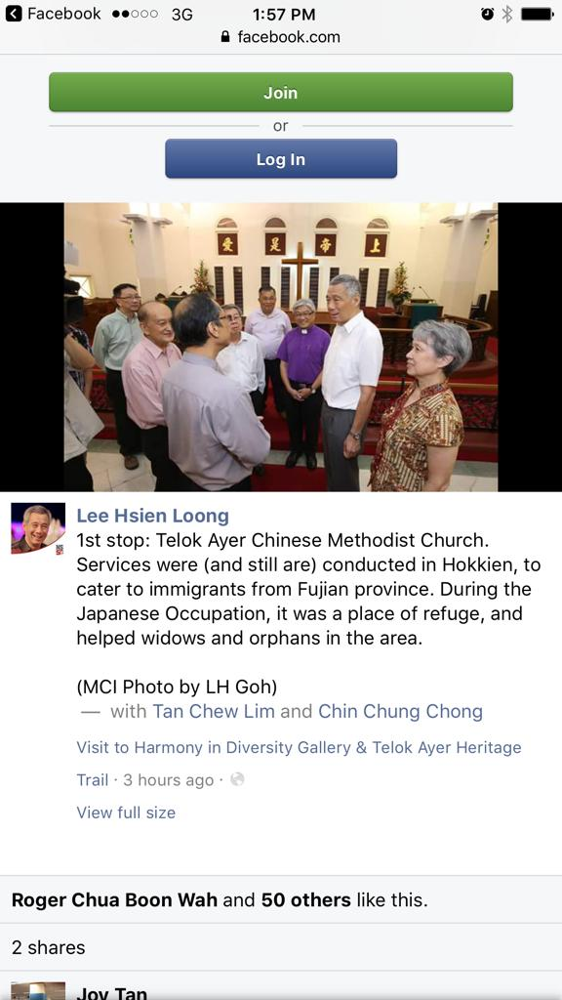 Facebook 3G 1:57 PM
facebook.com
Join
or
Log In
愛 是 帝 上
Lee Hsien Loong
1st stop: Telok Ayer Chinese Methodist Church.
Services were (and still are) conducted in Hokkien, to
cater to immigrants from Fujian province. During the
Japanese Occupation, it was a place of refuge, and
helped widows and orphans in the area.
(MCI Photo by LH Goh)
— with Tan Chew Lim and Chin Chung Chong
Visit to Harmony in Diversity Gallery & Telok Ayer Heritage
Trail · 3 hours ago ·
View full size
Roger Chua Boon Wah and 50 others like this.
2 shares
Joy Tan